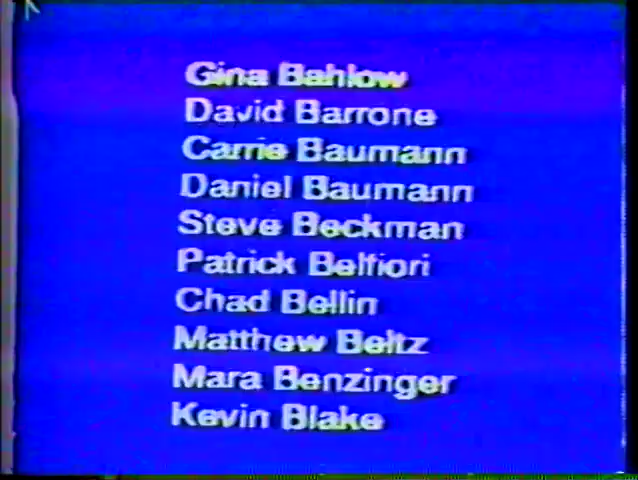 Gina Bahlow
David Barrone
Carrie Baumann
Daniel Baumann
Steve Beckman
Patrick Belfiori
Chad Bellin
Matthew Beltz
Mara Benzinger
Kevin Blake